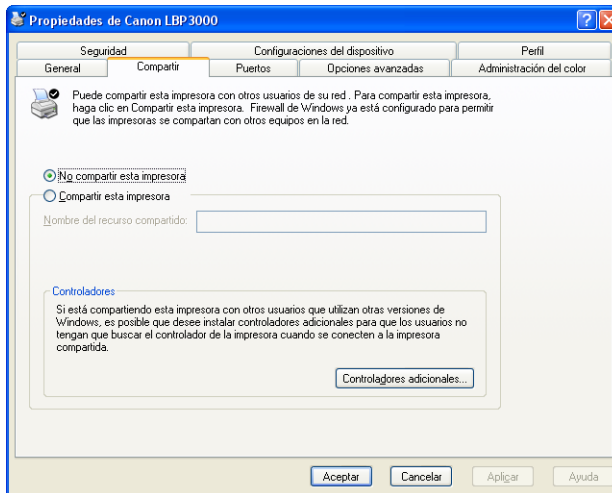 Propiedades de Canon LBP3000
Seguridad Configuraciones del dispositivo Perfil
General Compartir Puertos Opciones avanzadas Administración del color
Puede compartir esta impresora con otros usuarios de su red . Para compartir esta impresora,
haga clic en Compartir esta impresora. Firewall de Windows ya está configurado para permitir
que las impresoras se compartan con otros equipos en la red.
No compartir esta impresora
Compartir esta impresora
Nombre del recurso compartido:
Controladores
Si está compartiendo esta impresora con otros usuarios que utilizan otras versiones de
Windows, es posible que desee instalar controladores adicionales para que los usuarios no
tengan que buscar el controlador de la impresora cuando se conecten a la impresora
compartida.
Controladores adicionales...
Aceptar Cancelar Aplicar Ayuda